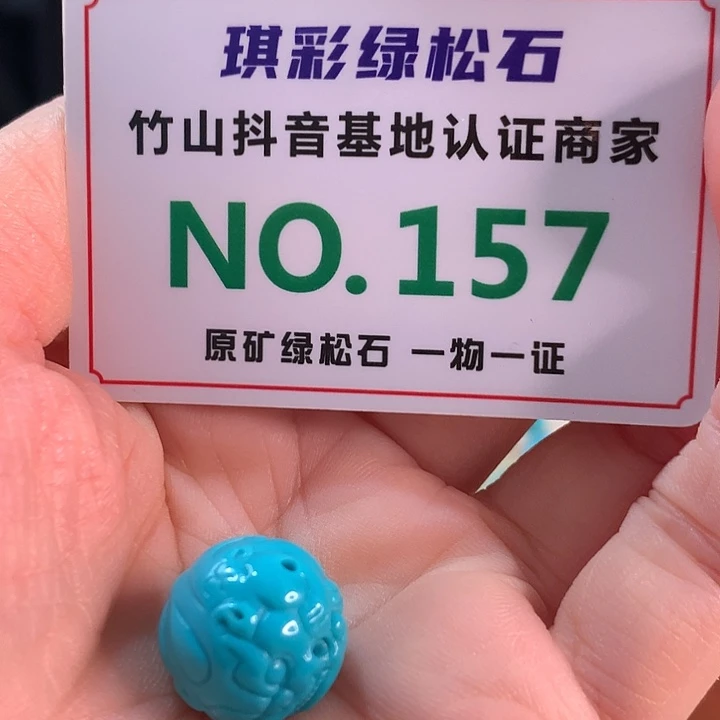 琪彩绿松石
竹山抖音基地认证商家
NO.157
原矿绿松石 一物一证